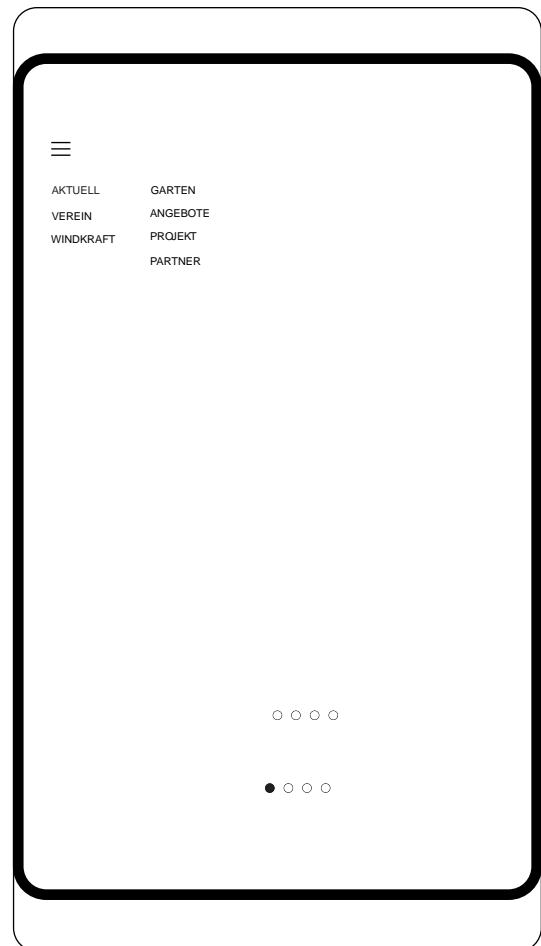 AKTUELL
VEREIN
WINDKRAFT
GARTEN
ANGEBOTE
PROJEKT
PARTNER